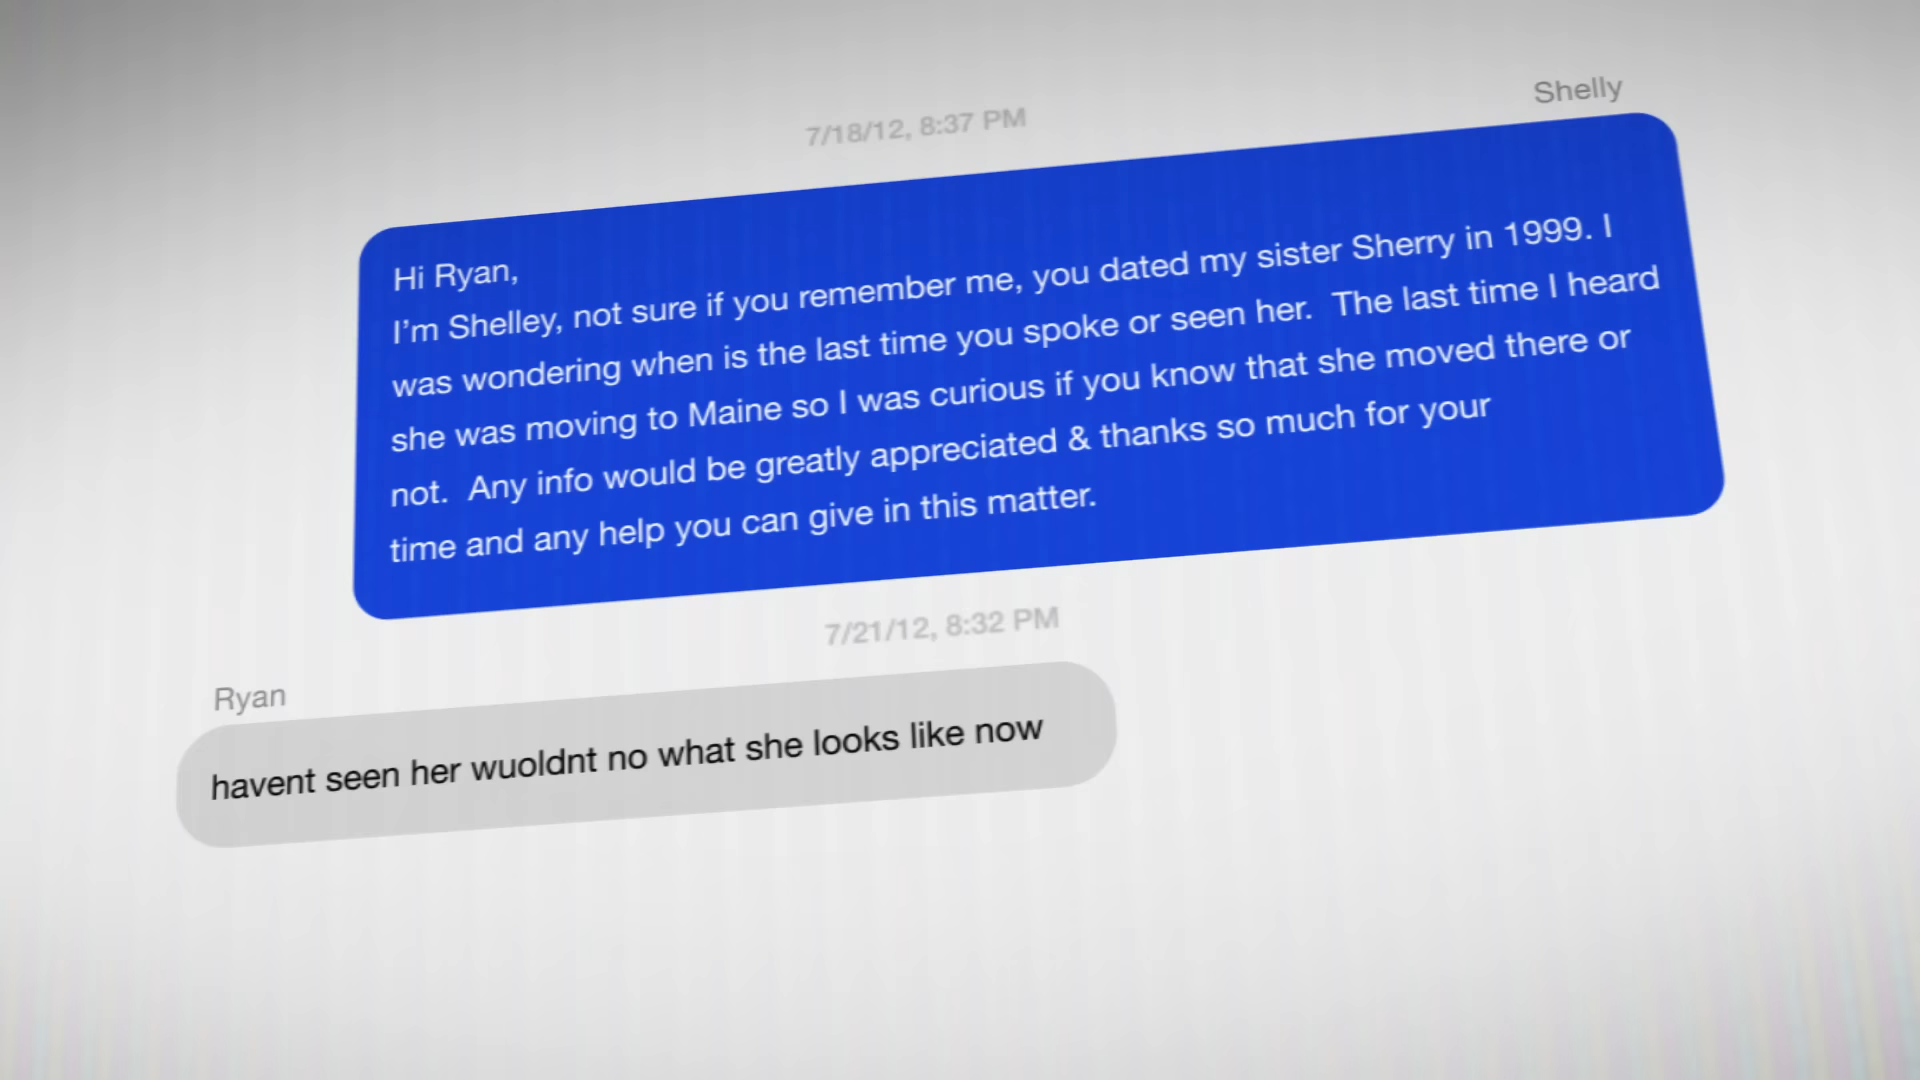 Shelly
7/18/12, 8:37 PM
Hi Ryan,
I’m Shelley, not sure if you remember me, you dated my sister Sherry in 1999. I
was wondering when is the last time you spoke or seen her.  The last time I heard
she was moving to Maine so I was curious if you know that she moved there or
not.  Any info would be greatly appreciated & thanks so much for your
time and any help you can give in this matter.
7/21/12, 8:32 PM
Ryan
havent seen her wuoldnt no what she looks like now